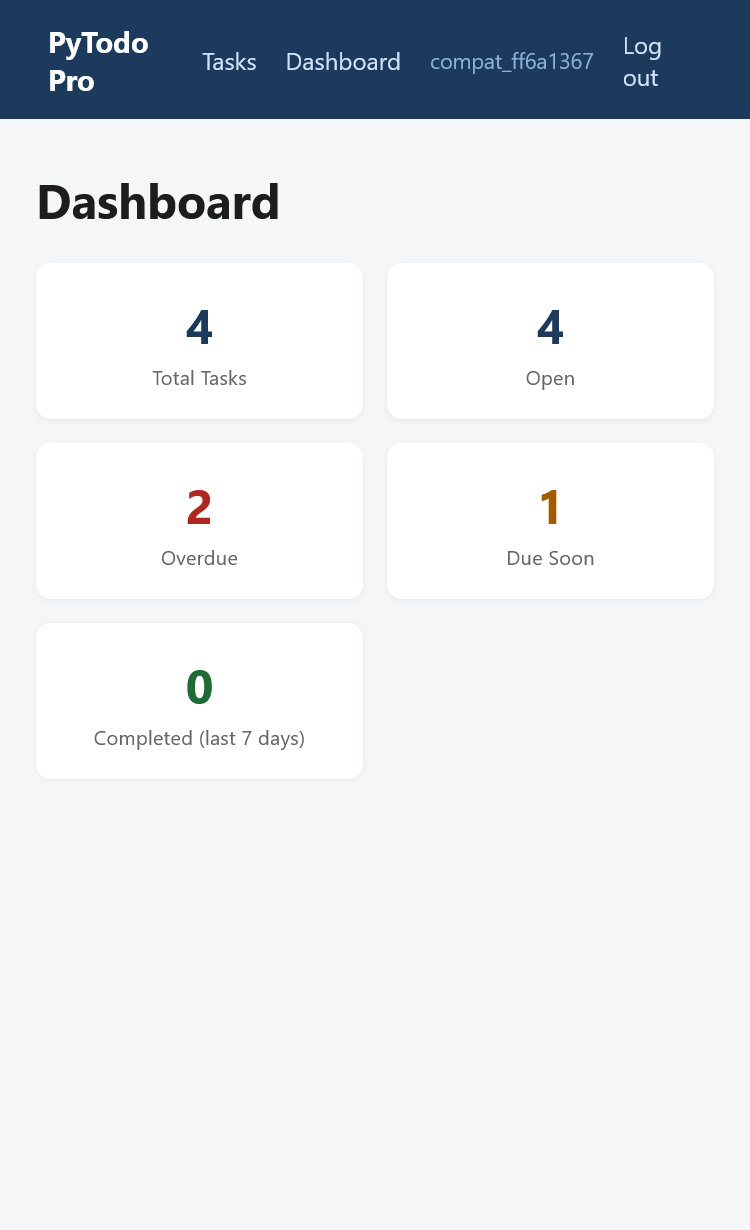 PyTodo
Pro
Tasks
Dashboard
compat_ff6a1367
Log
out
Dashboard
4
Total Tasks
4
Open
2
Overdue
1
Due Soon
0
Completed (last 7 days)